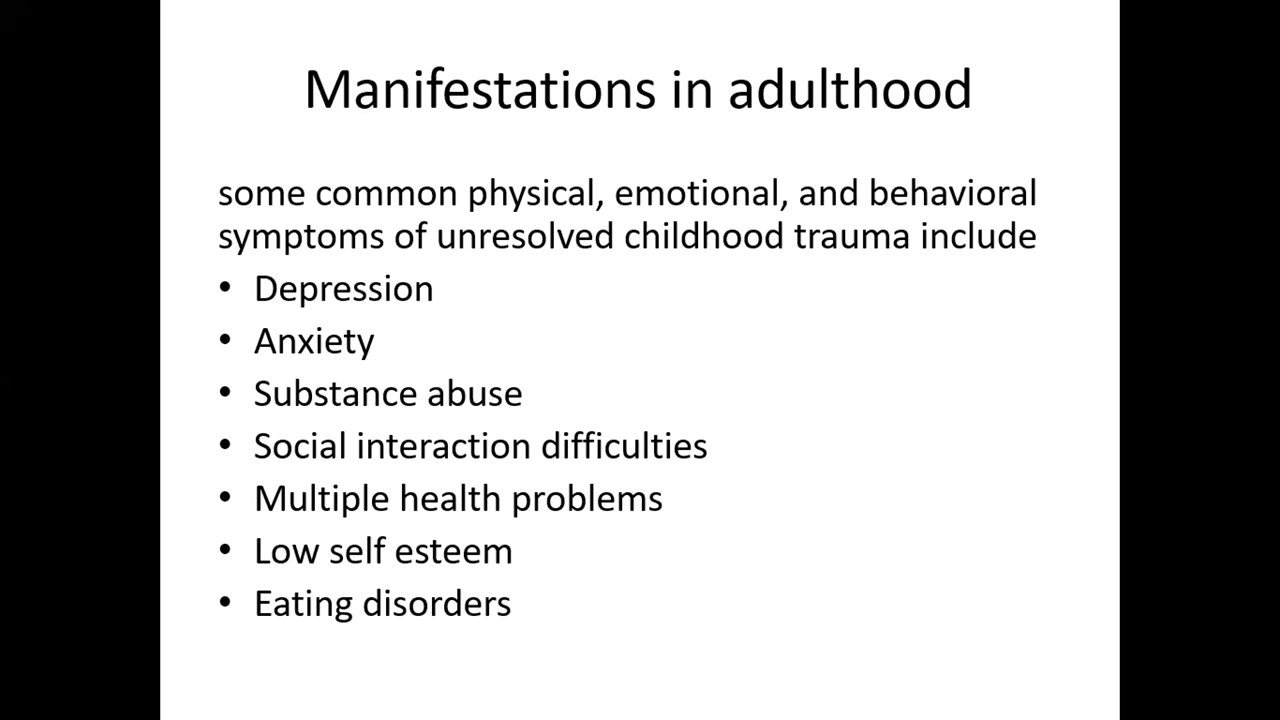 Manifestations in adulthood
some common physical, emotional, and behavioral
symptoms of unresolved childhood trauma include
• Depression
• Anxiety
• Substance abuse
• Social interaction difficulties
• Multiple health problems
• Low self esteem
• Eating disorders